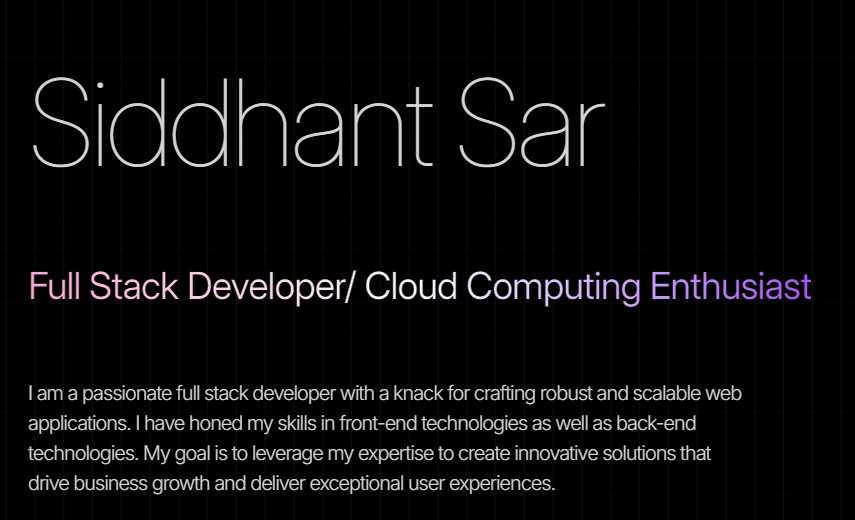 Siddhant Sar
Full Stack Developer/ Cloud Computing Enthusiast
I am a passionate full stack developer with a knack for crafting robust and scalable web
applications. I have honed my skills in front-end technologies as well as back-end
technologies. My goal is to leverage my expertise to create innovative solutions that
drive business growth and deliver exceptional user experiences.